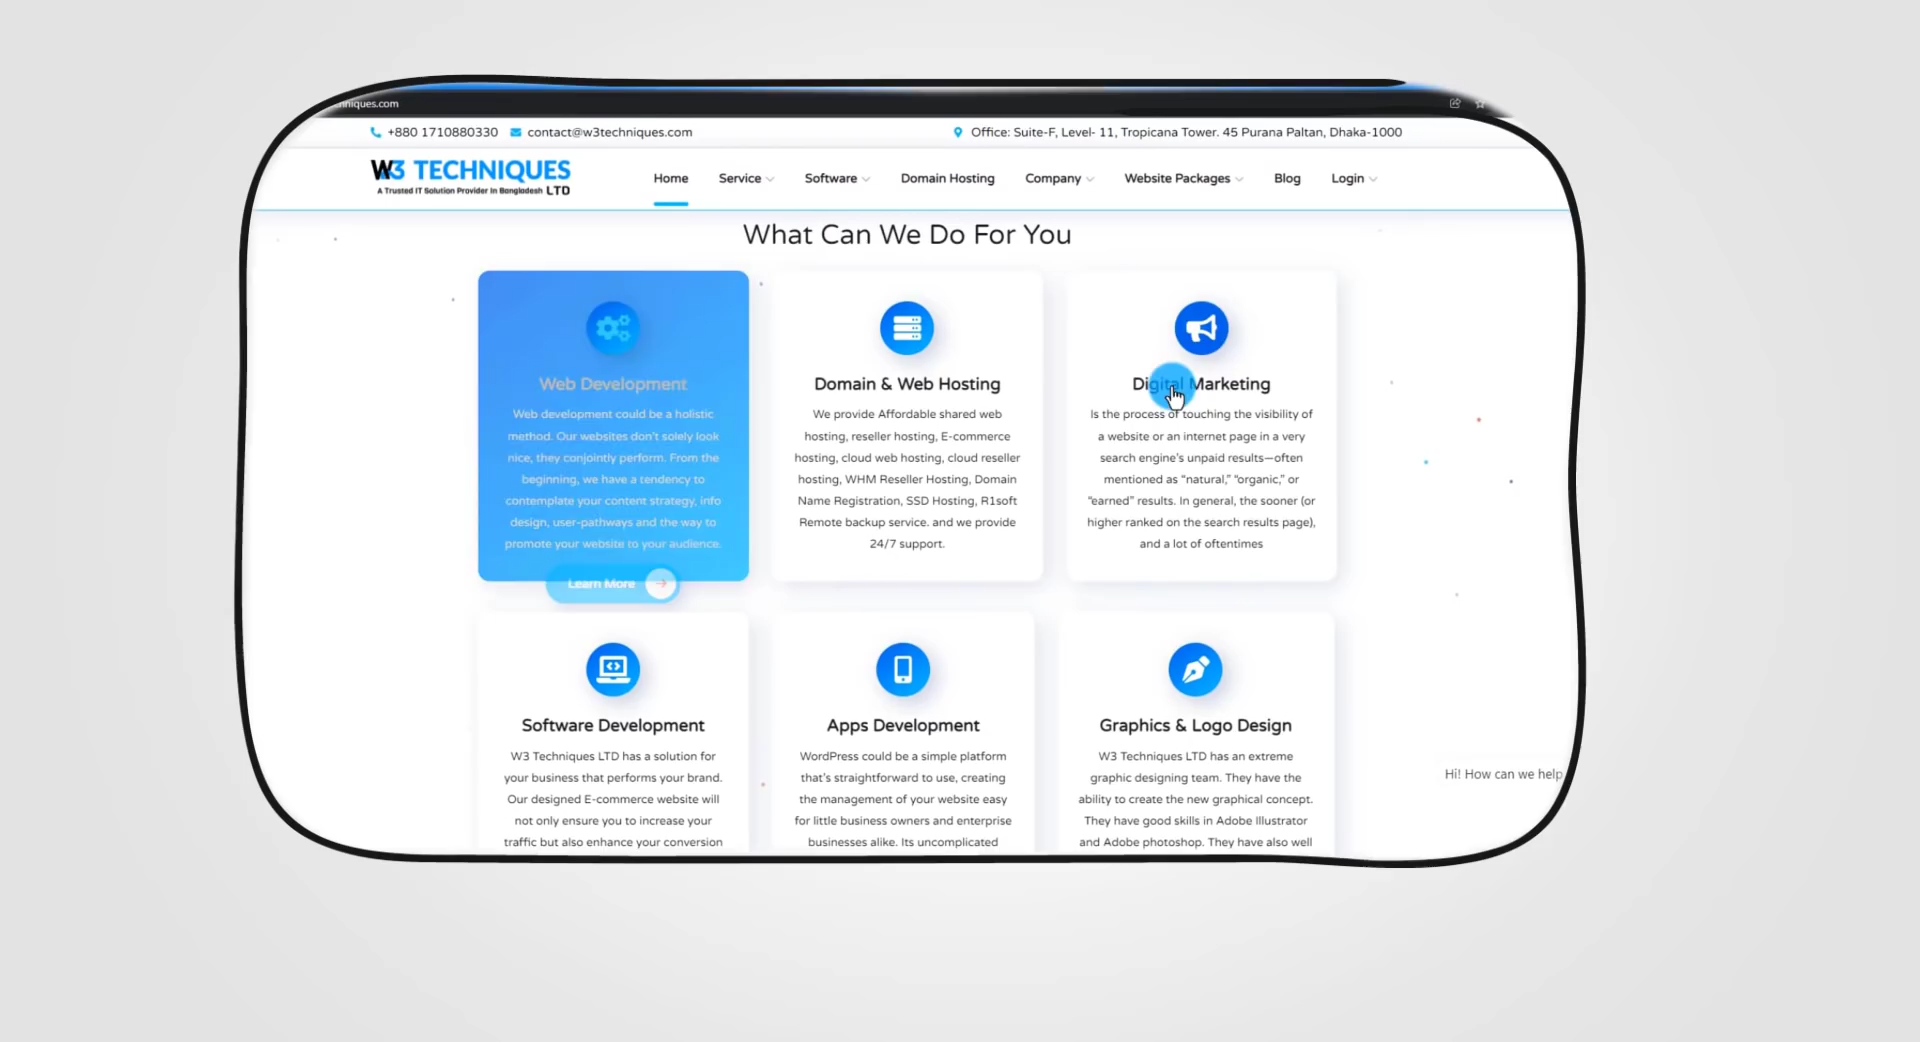 +880 1710880330 contact@w3techniques.com Office: Suite-F, Level- 11, Tropicana Tower. 45 Purana Paltan, Dhaka-1000
W3 TECHNIQUES
A Trusted IT Solution Provider In Bangladesh LTD
Home Service Software Domain Hosting Company Website Packages Blog Login
What Can We Do For You
Web Development
Web development could be a holistic
method. Our websites don't solely look
nice, they conjointly perform. From the
beginning, we have a tendency to
contemplate your content strategy, info
design, user-pathways and the way to
promote your website to your audience.
Learn More
Domain & Web Hosting
We provide Affordable shared web
hosting, reseller hosting, E-commerce
hosting, cloud web hosting, cloud reseller
hosting, WHM Reseller Hosting, Domain
Name Registration, SSD Hosting, R1soft
Remote backup service. and we provide
24/7 support.
Digital Marketing
Is the process of touching the visibility of
a website or an internet page in a very
search engine's unpaid results—often
mentioned as “natural,” “organic,” or
“earned” results. In general, the sooner (or
higher ranked on the search results page),
and a lot of oftentimes
Software Development
W3 Techniques LTD has a solution for
your business that performs your brand.
Our designed E-commerce website will
not only ensure you to increase your
traffic but also enhance your conversion
Apps Development
WordPress could be a simple platform
that's straightforward to use, creating
the management of your website easy
for little business owners and enterprise
businesses alike. Its uncomplicated
Graphics & Logo Design
W3 Techniques LTD has an extreme
graphic designing team. They have the
ability to create the new graphical concept.
They have good skills in Adobe Illustrator
and Adobe photoshop. They have also well
Hi! How can we help